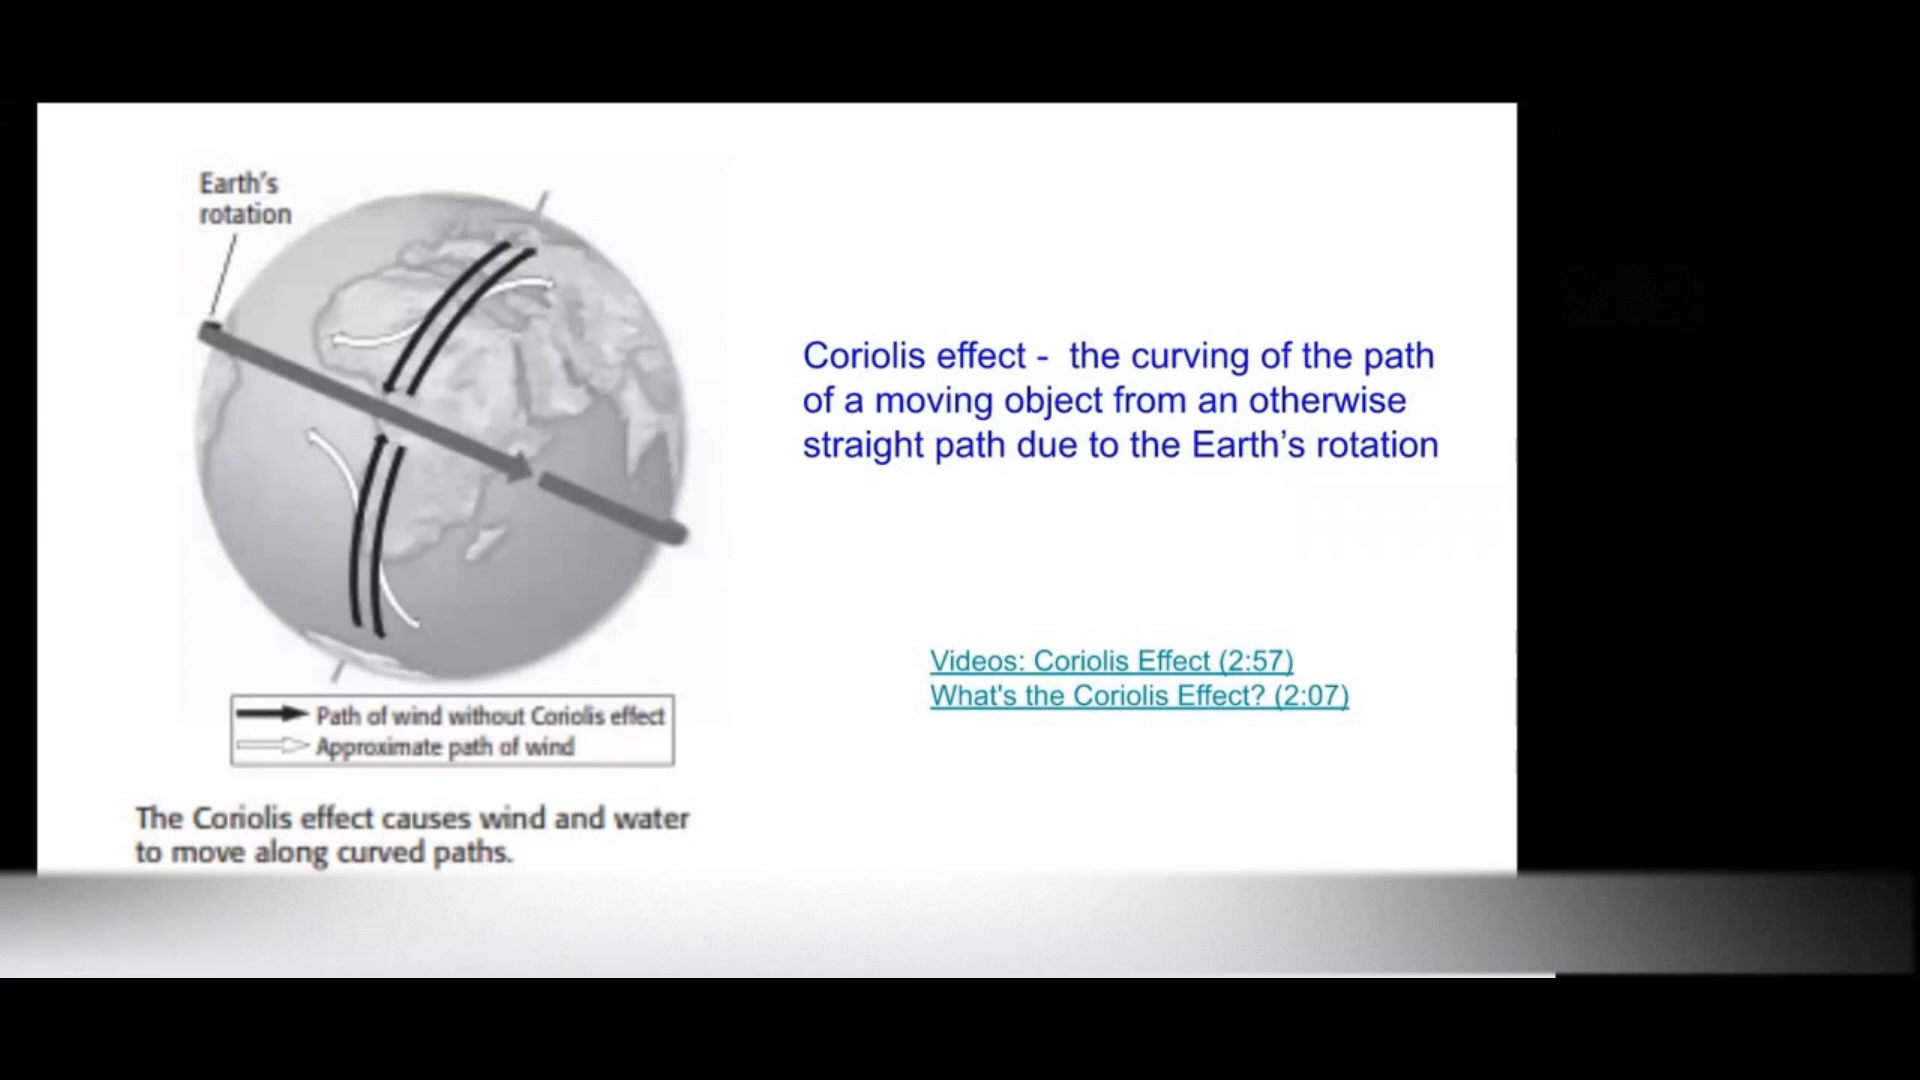 Earth's
rotation
Coriolis effect -  the curving of the path
of a moving object from an otherwise
straight path due to the Earth’s rotation
Videos: Coriolis Effect (2:57)
What's the Coriolis Effect? (2:07)
Path of wind without Coriolis effect
Approximate path of wind
The Coriolis effect causes wind and water
to move along curved paths.